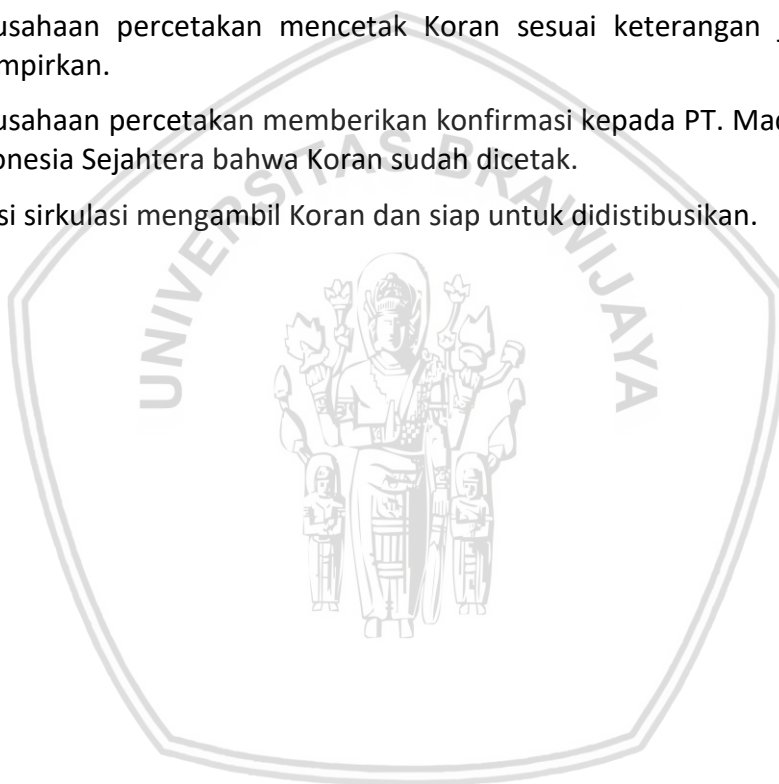 usahaan percetakan mencetak Koran sesuai keterangan
mpirkan.
usahaan percetakan memberikan konfirmasi kepada PT. Mac
onesia Sejahtera bahwa Koran sudah dicetak.
si sirkulasi mengambil Koran dan siap untuk didistibusikan.
UNIVERSITAS BRAWIJAYA